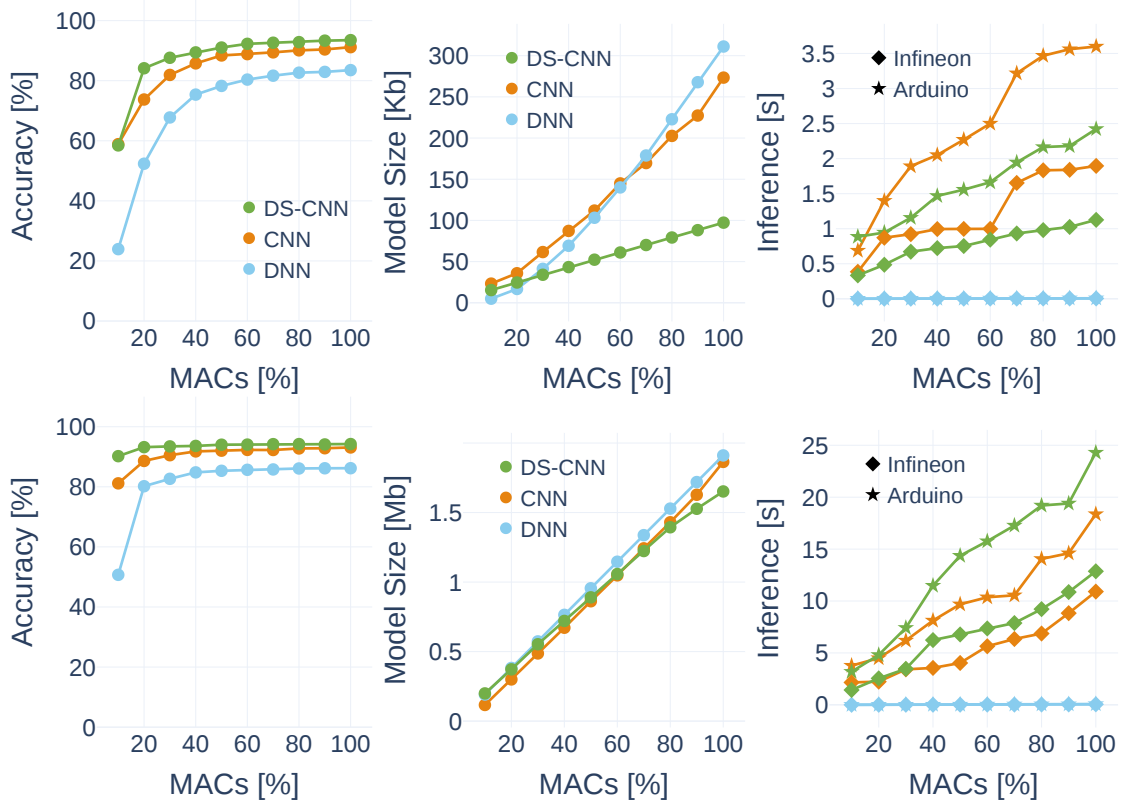 Accuracy [%]
100
80
60
40
20
0
DS-CNN
CNN
DNN
20 40 60 80 100
MACs [%]
Model Size [Kb]
300
250
200
150
100
50
0
DS-CNN
CNN
DNN
20 40 60 80 100
MACs [%]
Inference [s]
3.5
3
2.5
2
1.5
1
0.5
0
Infineon
Arduino
20 40 60 80 100
MACs [%]
Accuracy [%]
100
80
60
40
20
0
20 40 60 80 100
MACs [%]
Model Size [Mb]
1.5
1
0.5
0
DS-CNN
CNN
DNN
20 40 60 80 100
MACs [%]
Inference [s]
25
20
15
10
5
0
Infineon
Arduino
20 40 60 80 100
MACs [%]